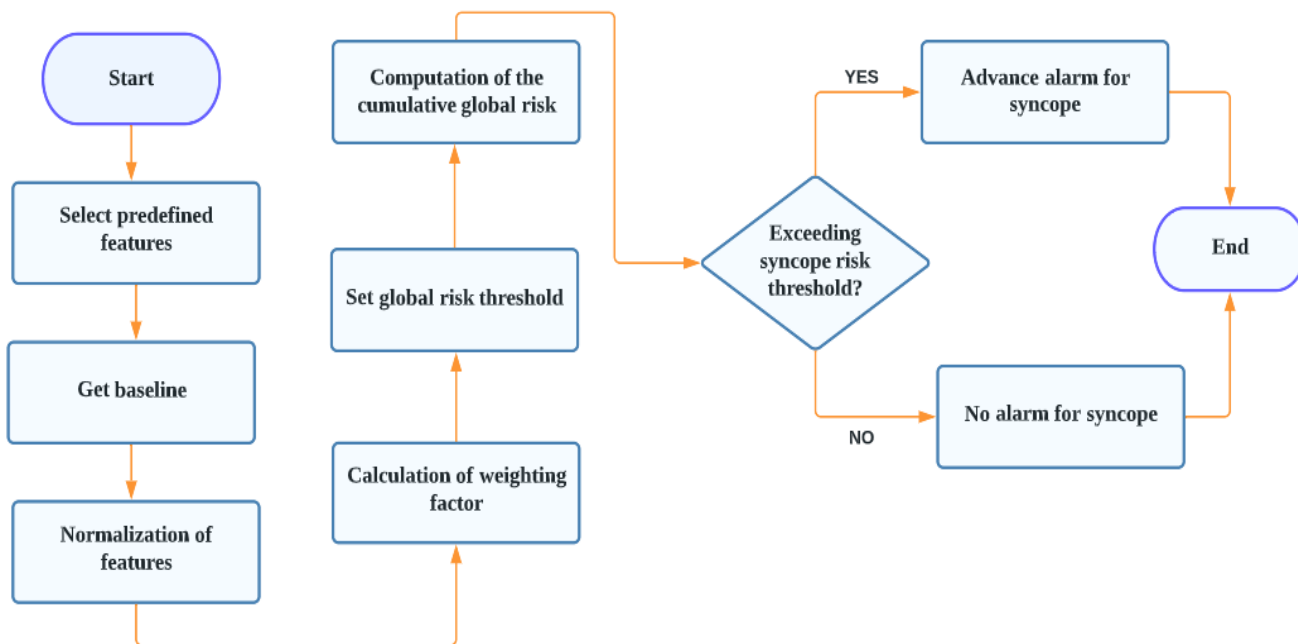 Start
Select predefined
features
Get baseline
Normalization of
features
Calculation of weighting
factor
Set global risk threshold
Computation of the
cumulative global risk
Exceeding
syncope risk
threshold?
YES
Advance alarm for
syncope
NO
No alarm for syncope
End